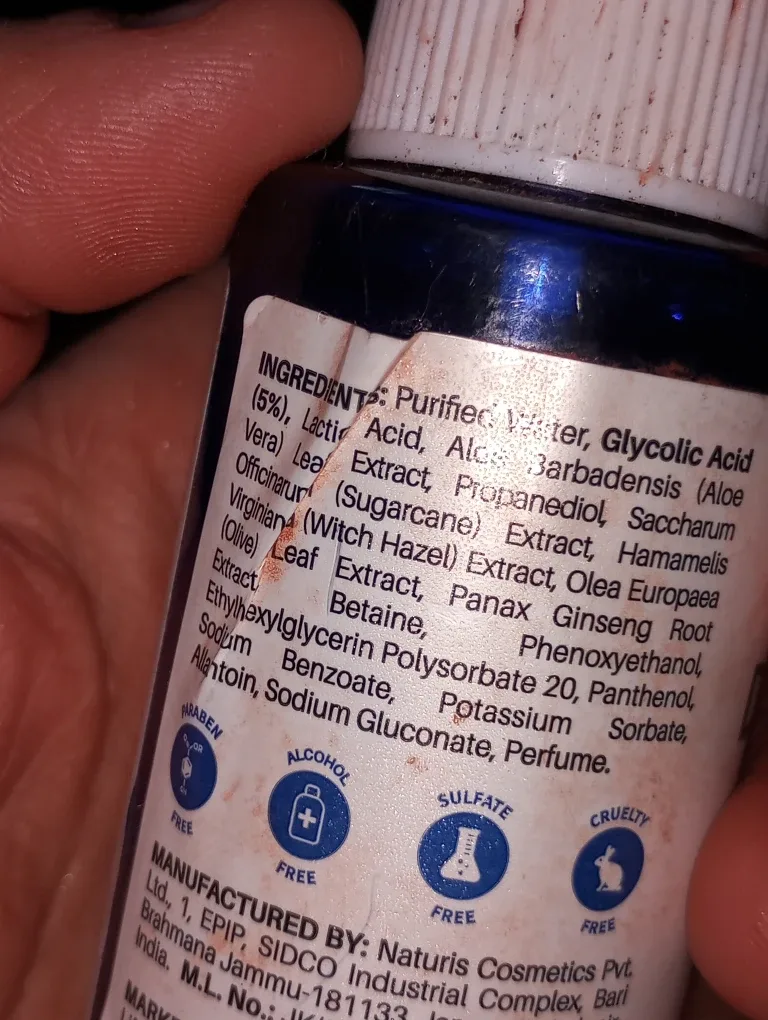 INGREDIENTS: Purified Water, Glycolic Acid
(5%), Lactic Acid, Aloe Barbadensis (Aloe
Vera) Leaf Extract, Propanediol, Saccharum
Officinarum (Sugarcane) Extract, Hamamelis
Virginiana (Witch Hazel) Extract, Olea Europaea
(Olive) Leaf Extract, Panax Ginseng Root
Extract, Betaine, Phenoxyethanol,
Ethylhexylglycerin Polysorbate 20, Panthenol,
Sodium Benzoate, Potassium Sorbate,
Allantoin, Sodium Gluconate, Perfume.
PARABEN FREE
ALCOHOL FREE
SULFATE FREE
CRUELTY FREE
MANUFACTURED BY: Naturis Cosmetics Pvt.
Ltd., 1, EPIP, SIDCO Industrial Complex, Bari
Brahmana Jammu-181133,
India. M.L. No.: